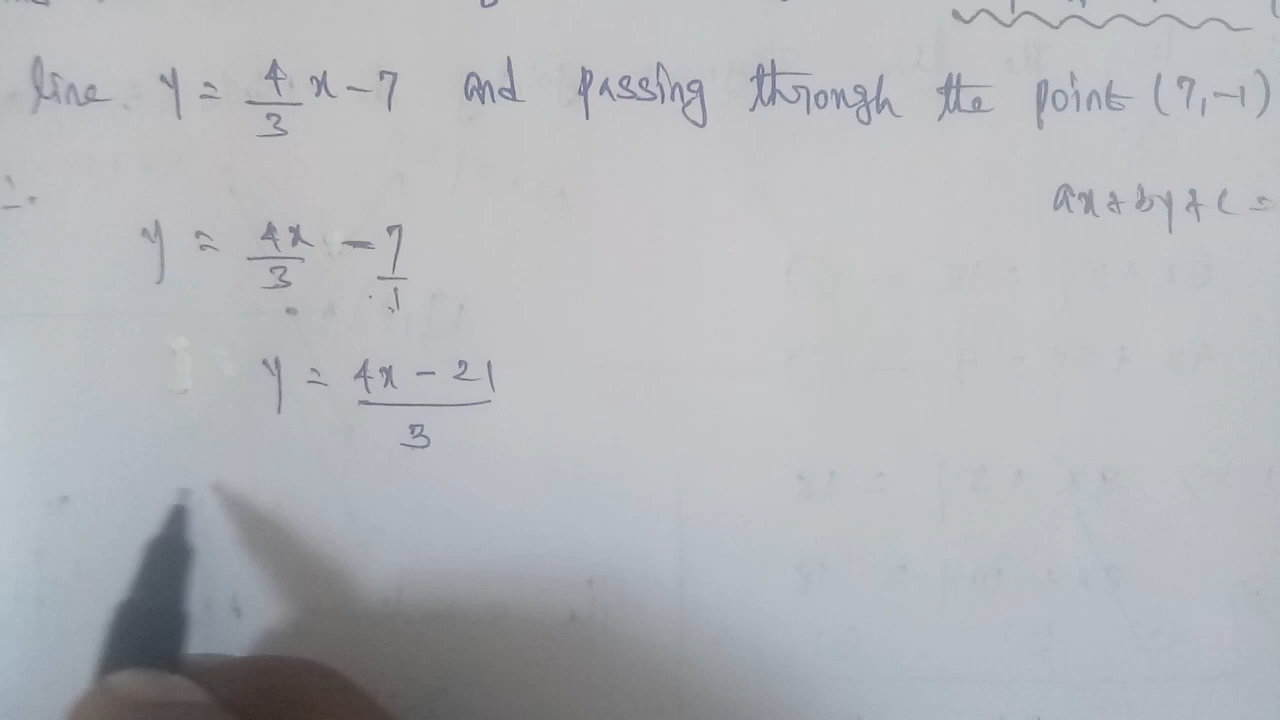 line y = 4/3 x - 7 and passing through the point (7,-1)
∴
ax + by + c =
y = 4x/3 - 7/1
y = 4x - 21 / 3